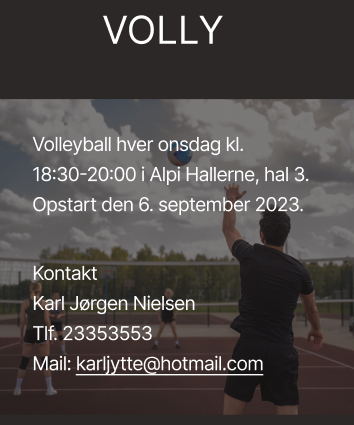 VOLLY
Volleyball hver onsdag kl.
18:30-20:00 i Alpi Hallerne, hal 3.
Opstart den 6. september 2023.
Kontakt
Karl Jørgen Nielsen
Tlf. 23353553
Mail: karljytte@hotmail.com